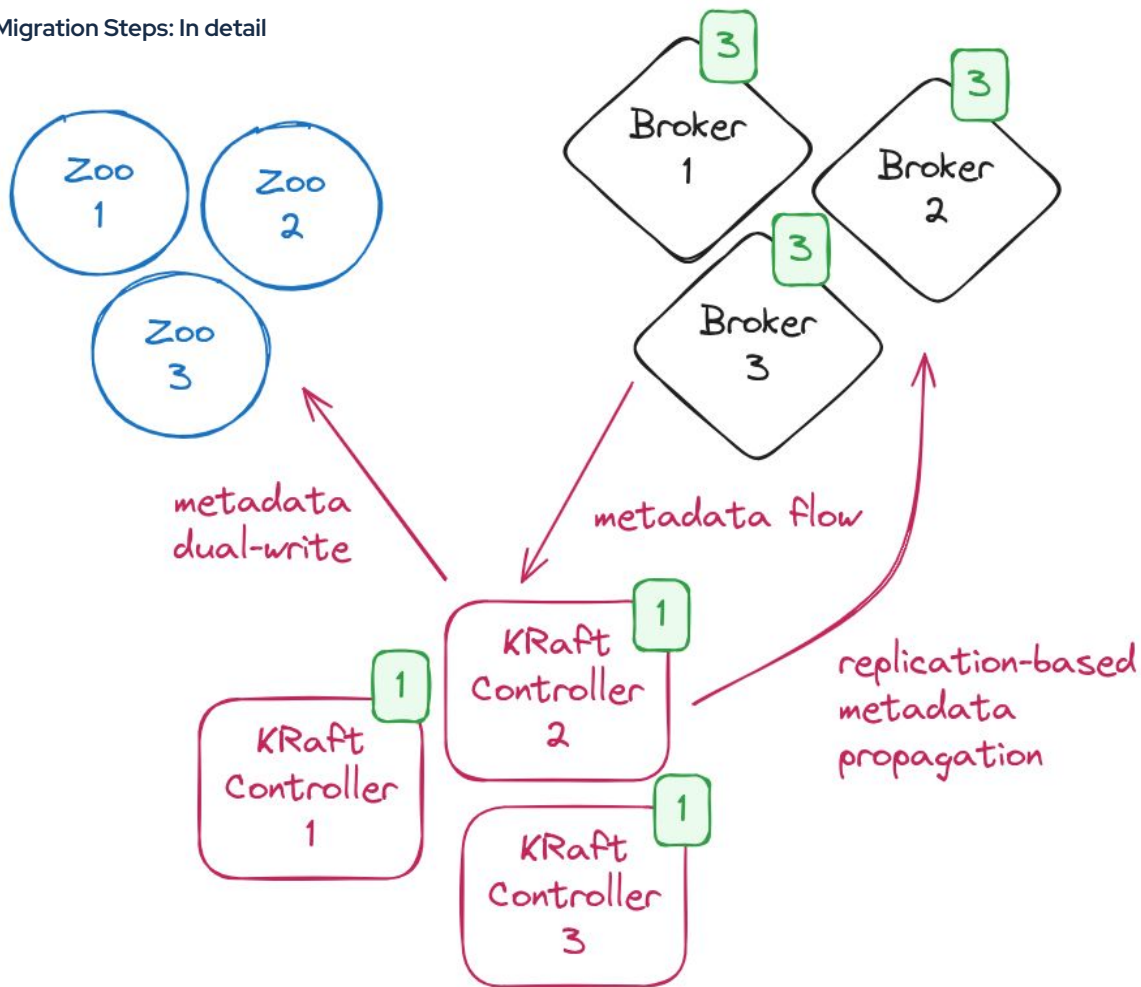 Migration Steps: In detail
Zoo
1
Zoo
2
Zoo
3
3
Broker
1
3
Broker
2
3
Broker
3
metadata
dual-write
metadata flow
replication-based
metadata
propagation
1
KRaft
Controller
1
1
KRaft
Controller
2
1
KRaft
Controller
3